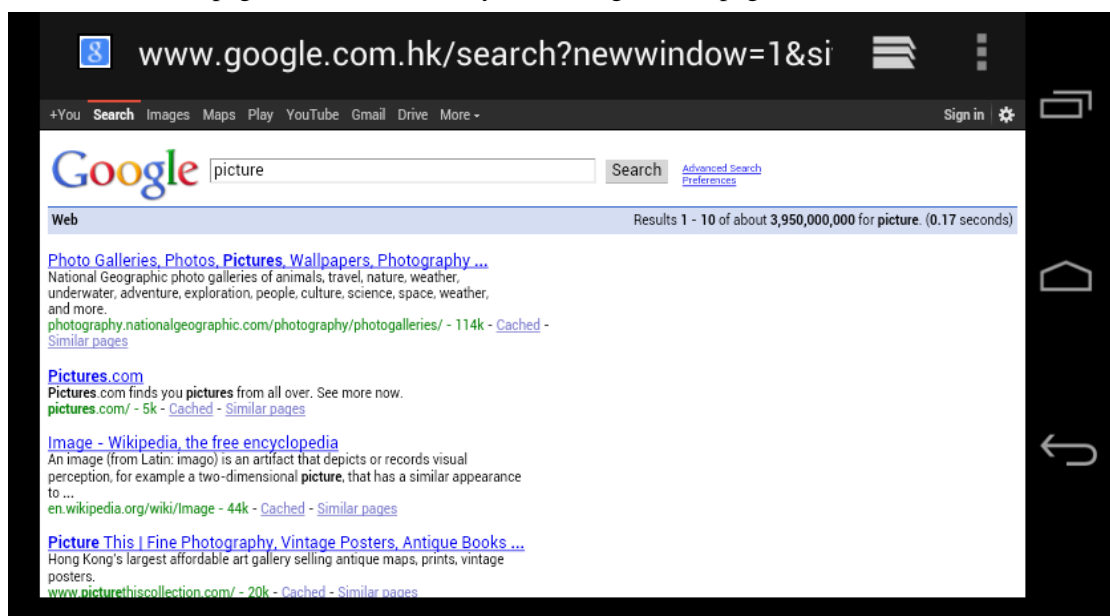 www.google.com.hk/search?newwindow=1&si
+You Search Images Maps Play YouTube Gmail Drive More Sign in
Google picture Search Advanced Search
Preferences
Web Results 1 - 10 of about 3,950,000,000 for picture. (0.17 seconds)
Photo Galleries, Photos, Pictures, Wallpapers, Photography ...
National Geographic photo galleries of animals, travel, nature, weather,
underwater, adventure, exploration, people, culture, science, space, weather,
and more.
photography.nationalgeographic.com/photography/photogalleries/ - 114k - Cached -
Similar pages
Pictures.com
Pictures.com finds you pictures from all over. See more now.
pictures.com/ - 5k - Cached - Similar pages
Image - Wikipedia, the free encyclopedia
An image (from Latin: imago) is an artifact that depicts or records visual
perception, for example a two-dimensional picture, that has a similar appearance
to ...
en.wikipedia.org/wiki/Image - 44k - Cached - Similar pages
Picture This | Fine Photography, Vintage Posters, Antique Books ...
Hong Kong's largest affordable art gallery selling antique maps, prints, vintage
posters.
www.picturethiscollection.com/ - 20k - Cached - Similar pages